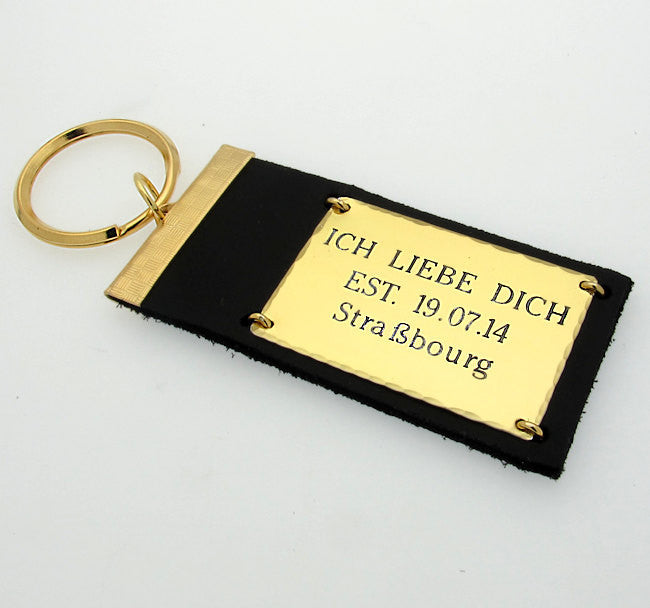 ICH LIEBE DICH
EST. 19.07.14
Straßbourg